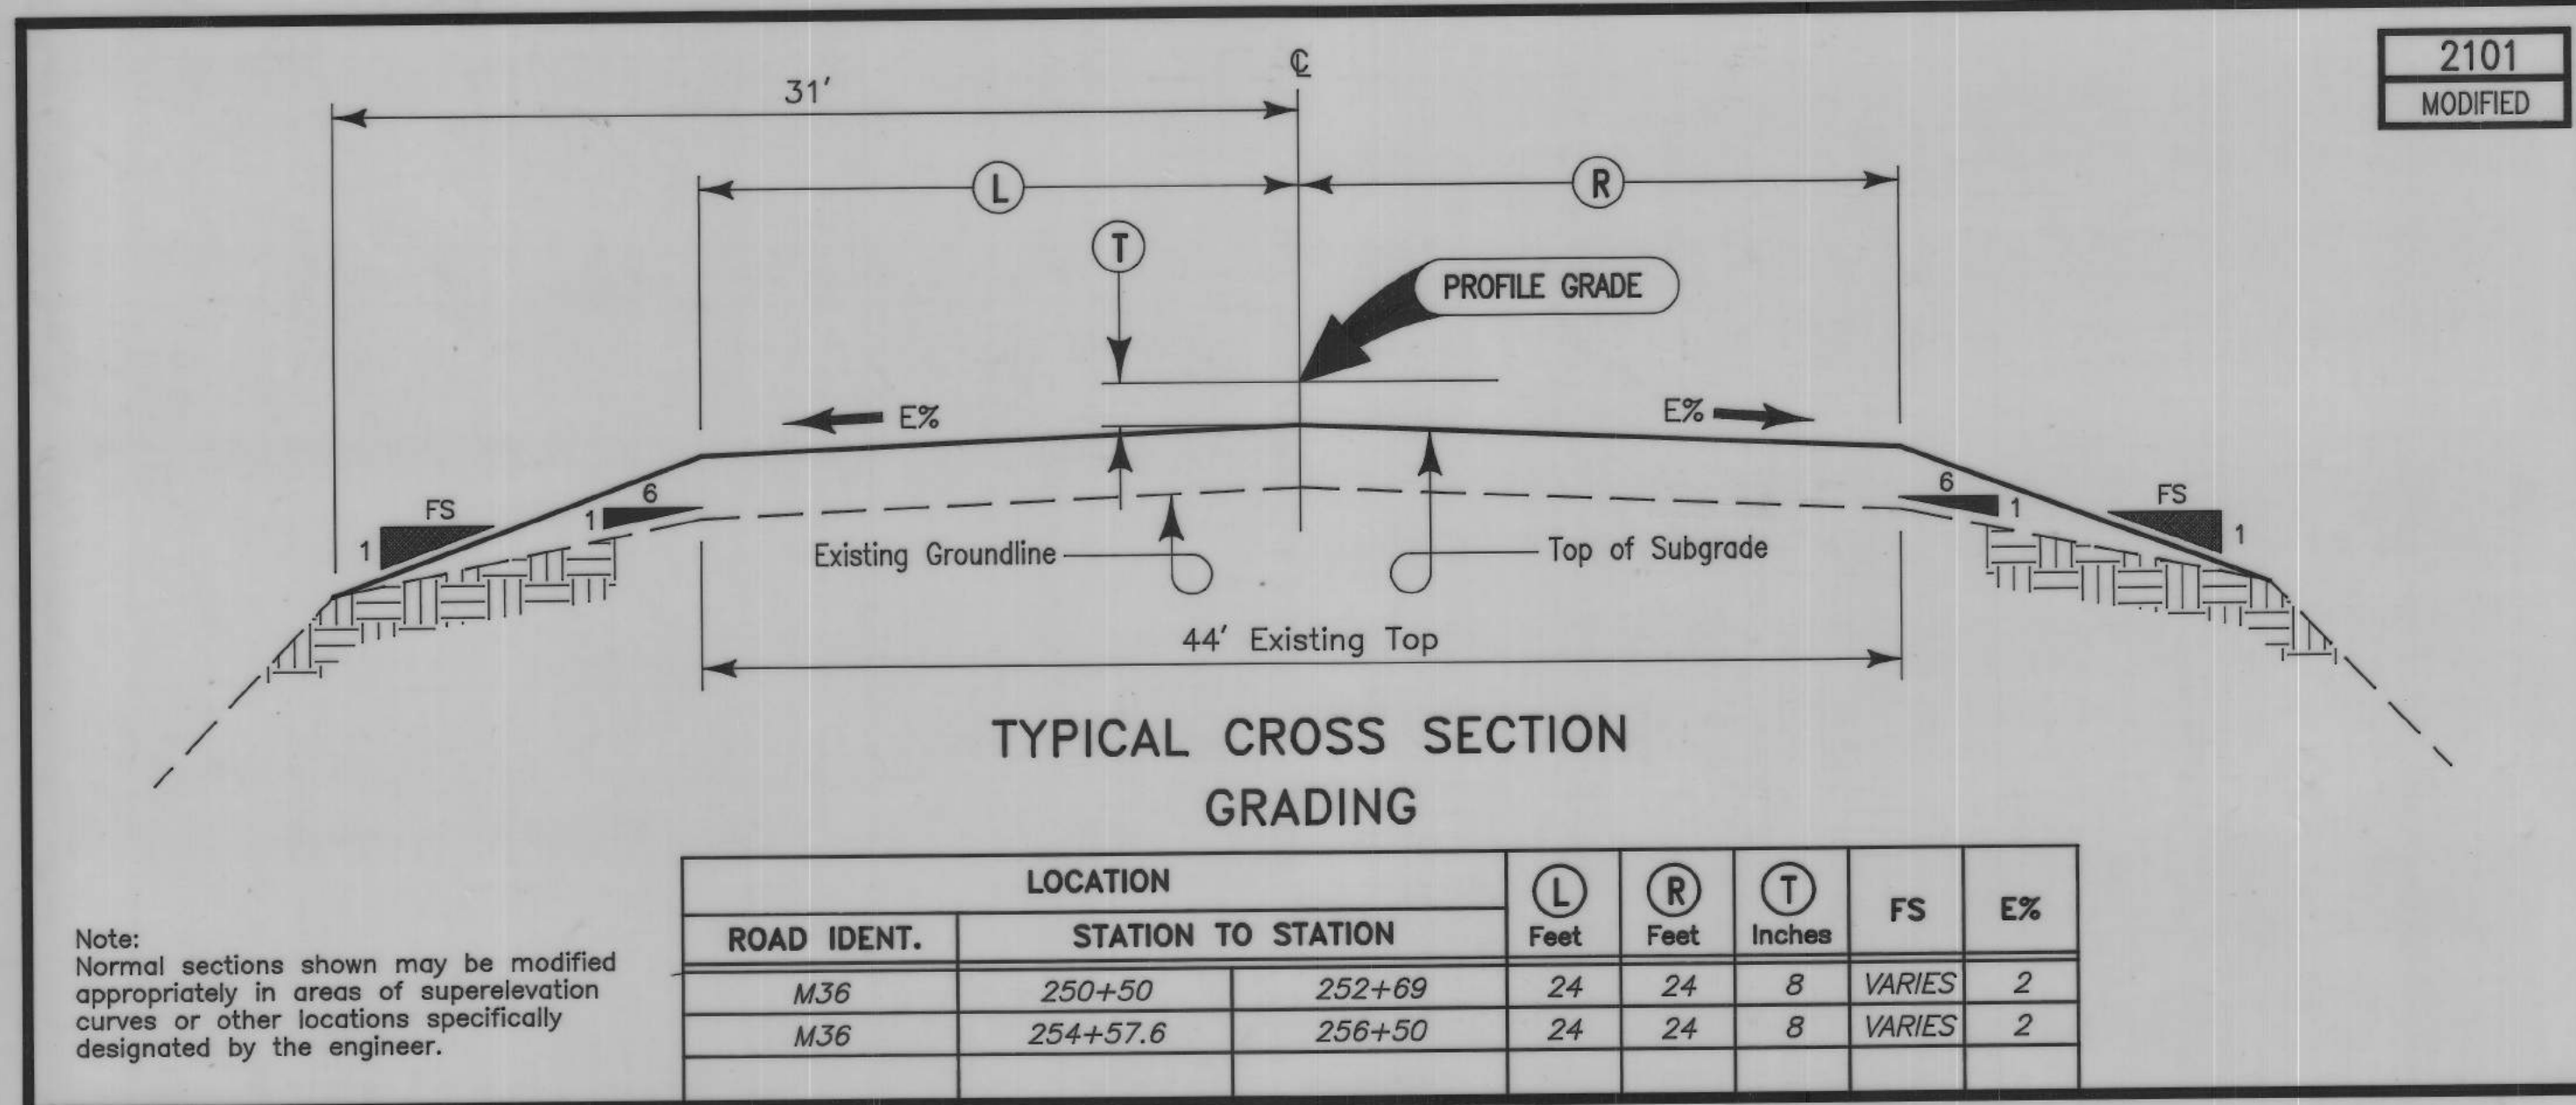 2101
MODIFIED
℄
31'
L
R
T
PROFILE GRADE
E%
E%
FS
1
6
1
6
1
FS
1
Existing Groundline
Top of Subgrade
44' Existing Top
TYPICAL CROSS SECTION
GRADING
Note:
Normal sections shown may be modified
appropriately in areas of superelevation
curves or other locations specifically
designated by the engineer.
LOCATION
L Feet
R Feet
T Inches
FS
E%
ROAD IDENT. STATION TO STATION
M36 250+50 252+69 24 24 8 VARIES 2
M36 254+57.6 256+50 24 24 8 VARIES 2